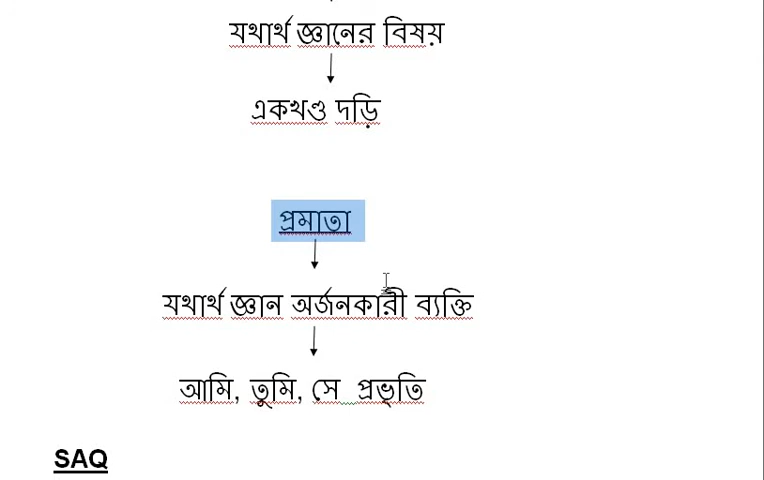 যথার্থ জ্ঞানের বিষয়
একখণ্ড দড়ি
প্রমাতা
যথার্থ জ্ঞান অর্জনকারী ব্যক্তি
আমি, তুমি, সে প্রভৃতি
SAQ